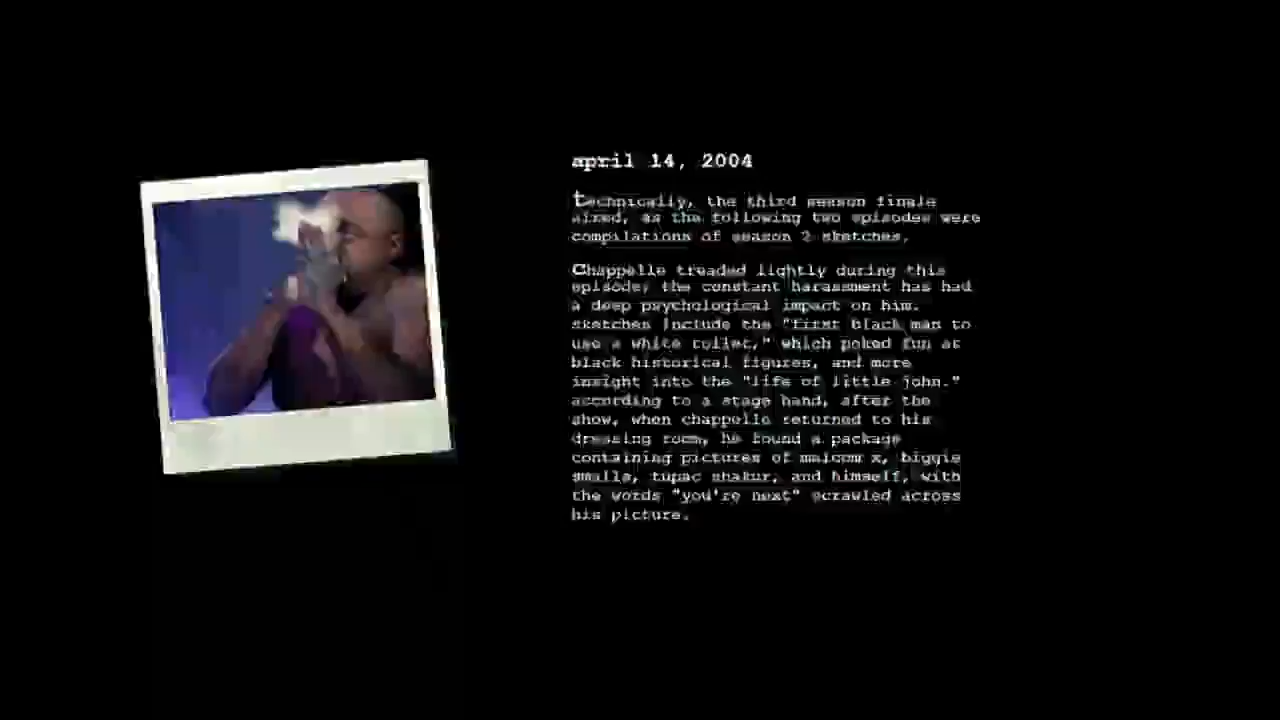 april 14, 2004
technically, the third season finale
aired, as the following two episodes were
compilations of season 2 sketches.
Chappelle treaded lightly during this
episode, the constant harassment has had
a deep psychological impact on him.
sketches include the "first black man to
use a white toilet," which poked fun at
black historical figures, and more
insight into the "life of little john."
according to a stage hand, after the
show, when chappelle returned to his
dressing room, he found a package
containing pictures of malcom x, biggie
smalls, tupac shakur, and himself, with
the words "you're next" scrawled across
his picture.